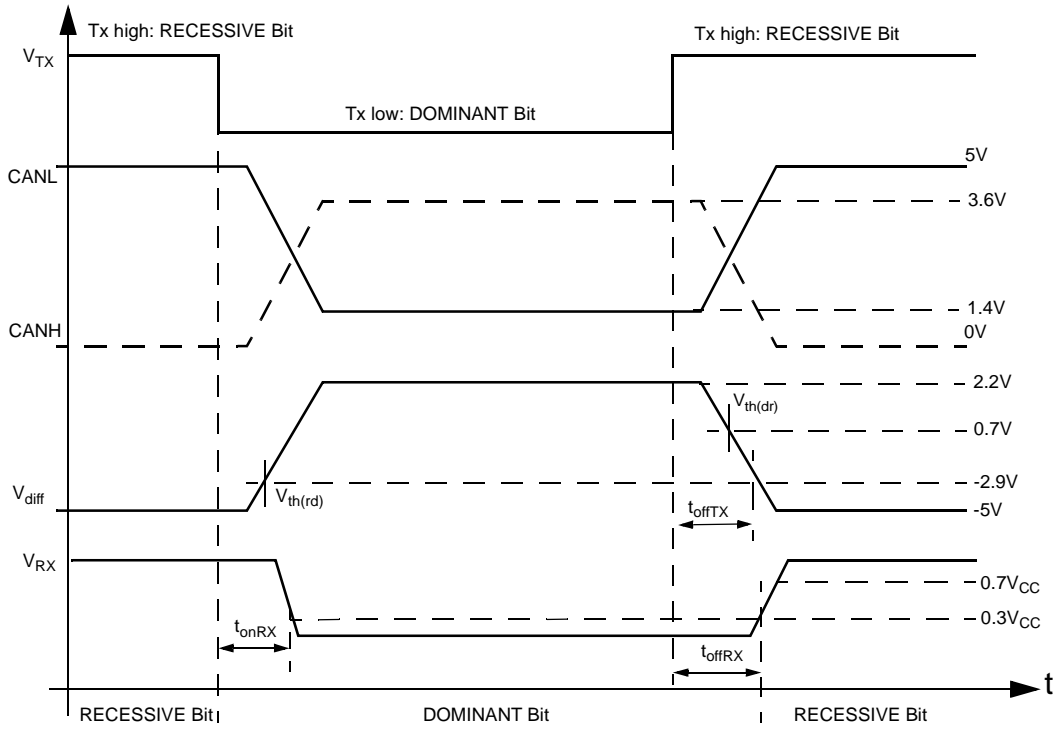 Tx high: RECESSIVE Bit
Tx high: RECESSIVE Bit
VTX
Tx low: DOMINANT Bit
5V
CANL
3.6V
1.4V
CANH
0V
2.2V
Vth(dr)
0.7V
-2.9V
Vth(rd)
Vdiff
toffTX
-5V
VRX
0.7VCC
0.3VCC
tonRX
toffRX
t
RECESSIVE Bit
DOMINANT Bit
RECESSIVE Bit